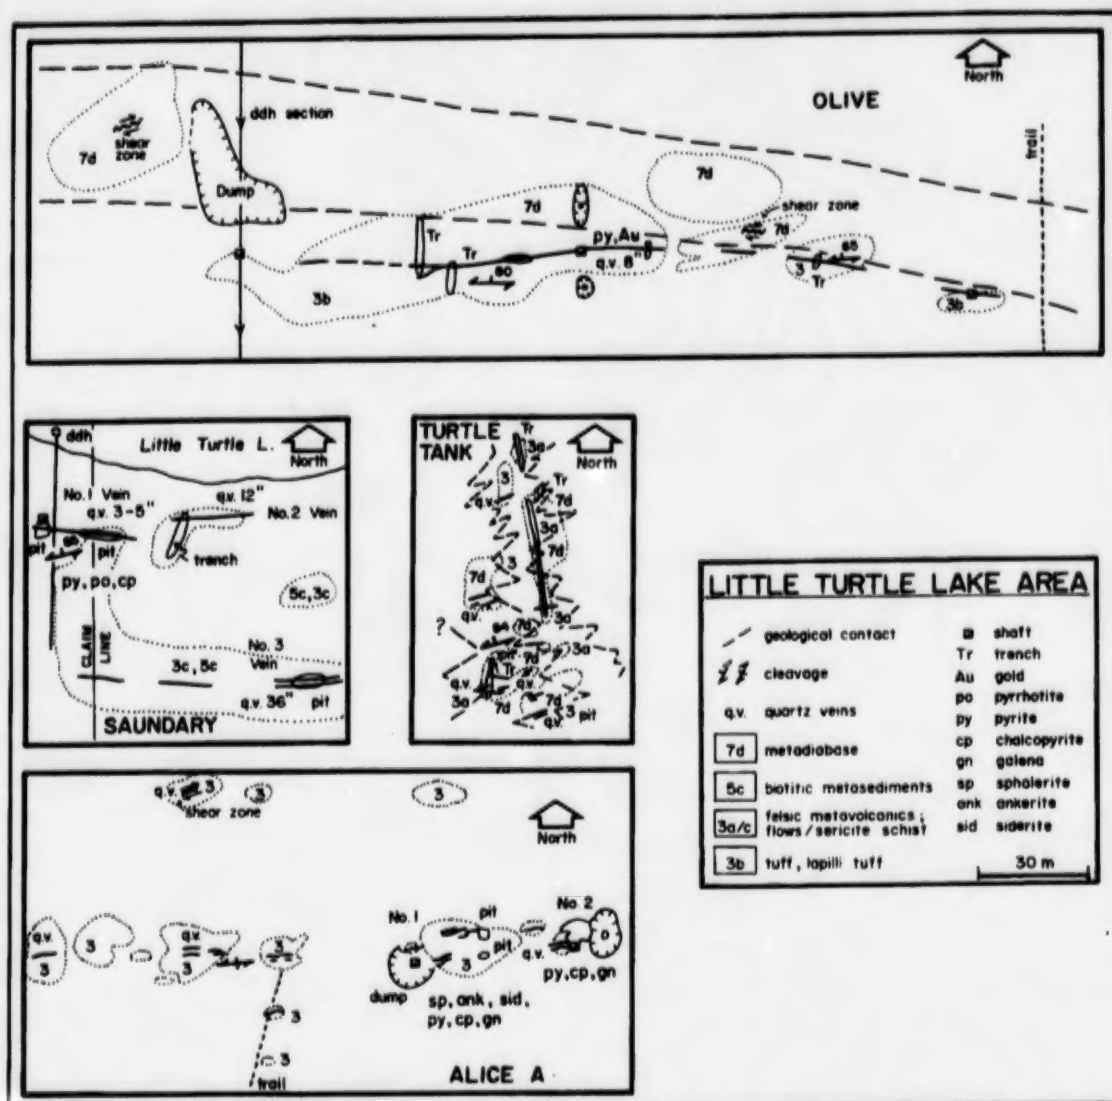 North
OLIVE
ddh section
trail
7d
shear zone
Dump
7d
7d
shear zone
7d
Tr
Tr
py, Au
q.v. 8"
80
3b
85
3
Tr
3b
ddh
Little Turtle L.
North
No. 1 Vein
q.v. 3-5"
q.v. 12"
No. 2 Vein
pit
pit
trench
py, po, cp
5c, 3c
CLAIM LINE
No. 3 Vein
3c, 5c
q.v. 36"
pit
SAUNDARY
TURTLE TANK
Tr
3a
North
3
q.v.
Tr
7d
3a
7d
3
7d
q.v.
3a
?
7d
3a
pit
Tr
7d
q.v.
q.v.
3a
7d
7d
3
pit
q.v.
LITTLE TURTLE LAKE AREA
geological contact
cleavage
q.v. quartz veins
7d metadiabase
5c biotitic metasediments
3a/c felsic metavolcanics; flows/sericite schist
3b tuff, lapilli tuff
shaft
Tr trench
Au gold
po pyrrhotite
py pyrite
cp chalcopyrite
gn galena
sp sphalerite
ank ankerite
sid siderite
30 m
q.v.
3
shear zone
3
3
North
q.v.
3
3
q.v.
3
3
No. 1
pit
pit
3
No. 2
q.v.
py, cp, gn
dump
sp, ank, sid,
py, cp, gn
3
3
trail
ALICE A